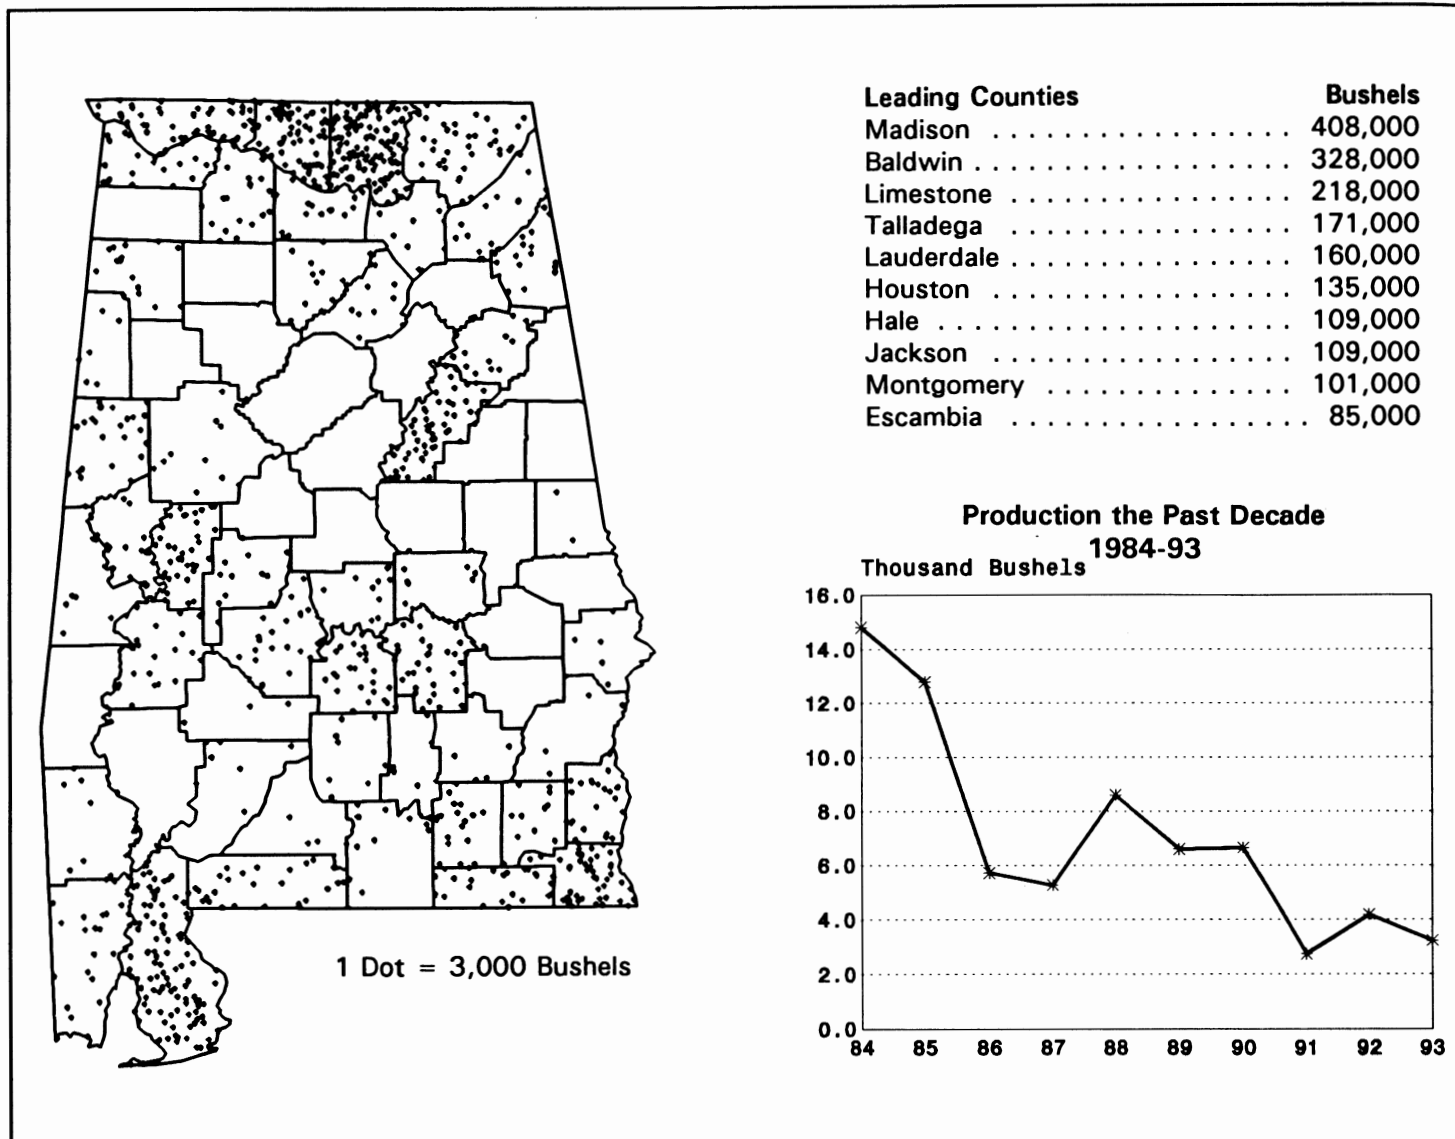 Leading Counties Bushels
Madison . . . . . . . . . . . . . . . . . 408,000
Baldwin . . . . . . . . . . . . . . . . . . 328,000
Limestone . . . . . . . . . . . . . . . . 218,000
Talladega . . . . . . . . . . . . . . . . 171,000
Lauderdale . . . . . . . . . . . . . . . . 160,000
Houston . . . . . . . . . . . . . . . . . 135,000
Hale . . . . . . . . . . . . . . . . . . . . 109,000
Jackson . . . . . . . . . . . . . . . . . 109,000
Montgomery . . . . . . . . . . . . . . 101,000
Escambia . . . . . . . . . . . . . . . . . 85,000
Production the Past Decade
1984-93
Thousand Bushels
16.0
14.0
12.0
10.0
8.0
6.0
4.0
2.0
0.0
84 85 86 87 88 89 90 91 92 93
1 Dot = 3,000 Bushels